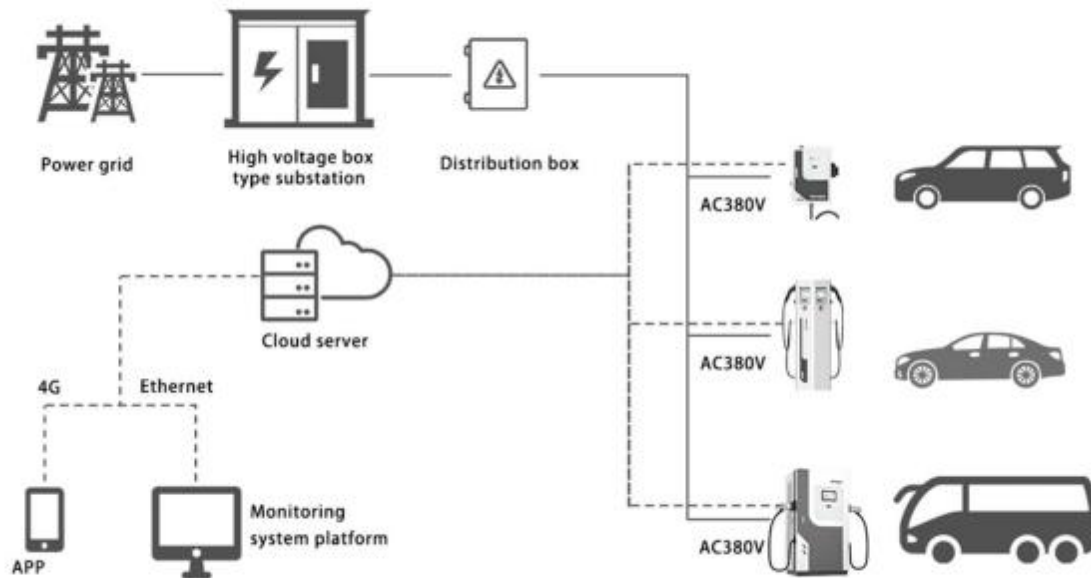 Power grid
High voltage box
type substation
Distribution box
AC380V
Cloud server
AC380V
4G
Ethernet
Monitoring
system platform
AC380V
APP